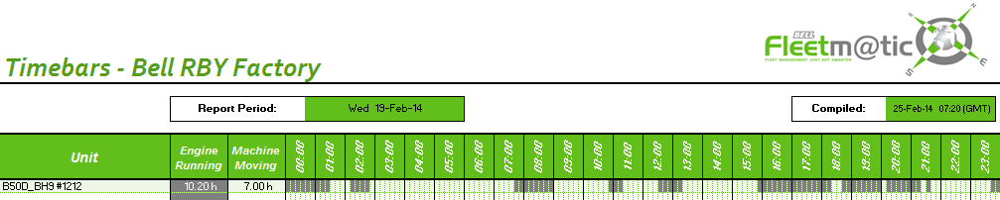 BELL
Fleetm@tic
FLEET MANAGEMENT JUST GOT SMARTER
N
W
S
E
Timebars - Bell RBY Factory
Report Period: Wed 19-Feb-14
Compiled: 25-Feb-14 07:20 (GMT)
Unit Engine Running Machine Moving 00:00 01:00 02:00 03:00 04:00 05:00 06:00 07:00 08:00 09:00 10:00 11:00 12:00 13:00 14:00 15:00 16:00 17:00 18:00 19:00 20:00 21:00 22:00 23:00
B50D_BH9 #1212 10.20 h 7.00 h